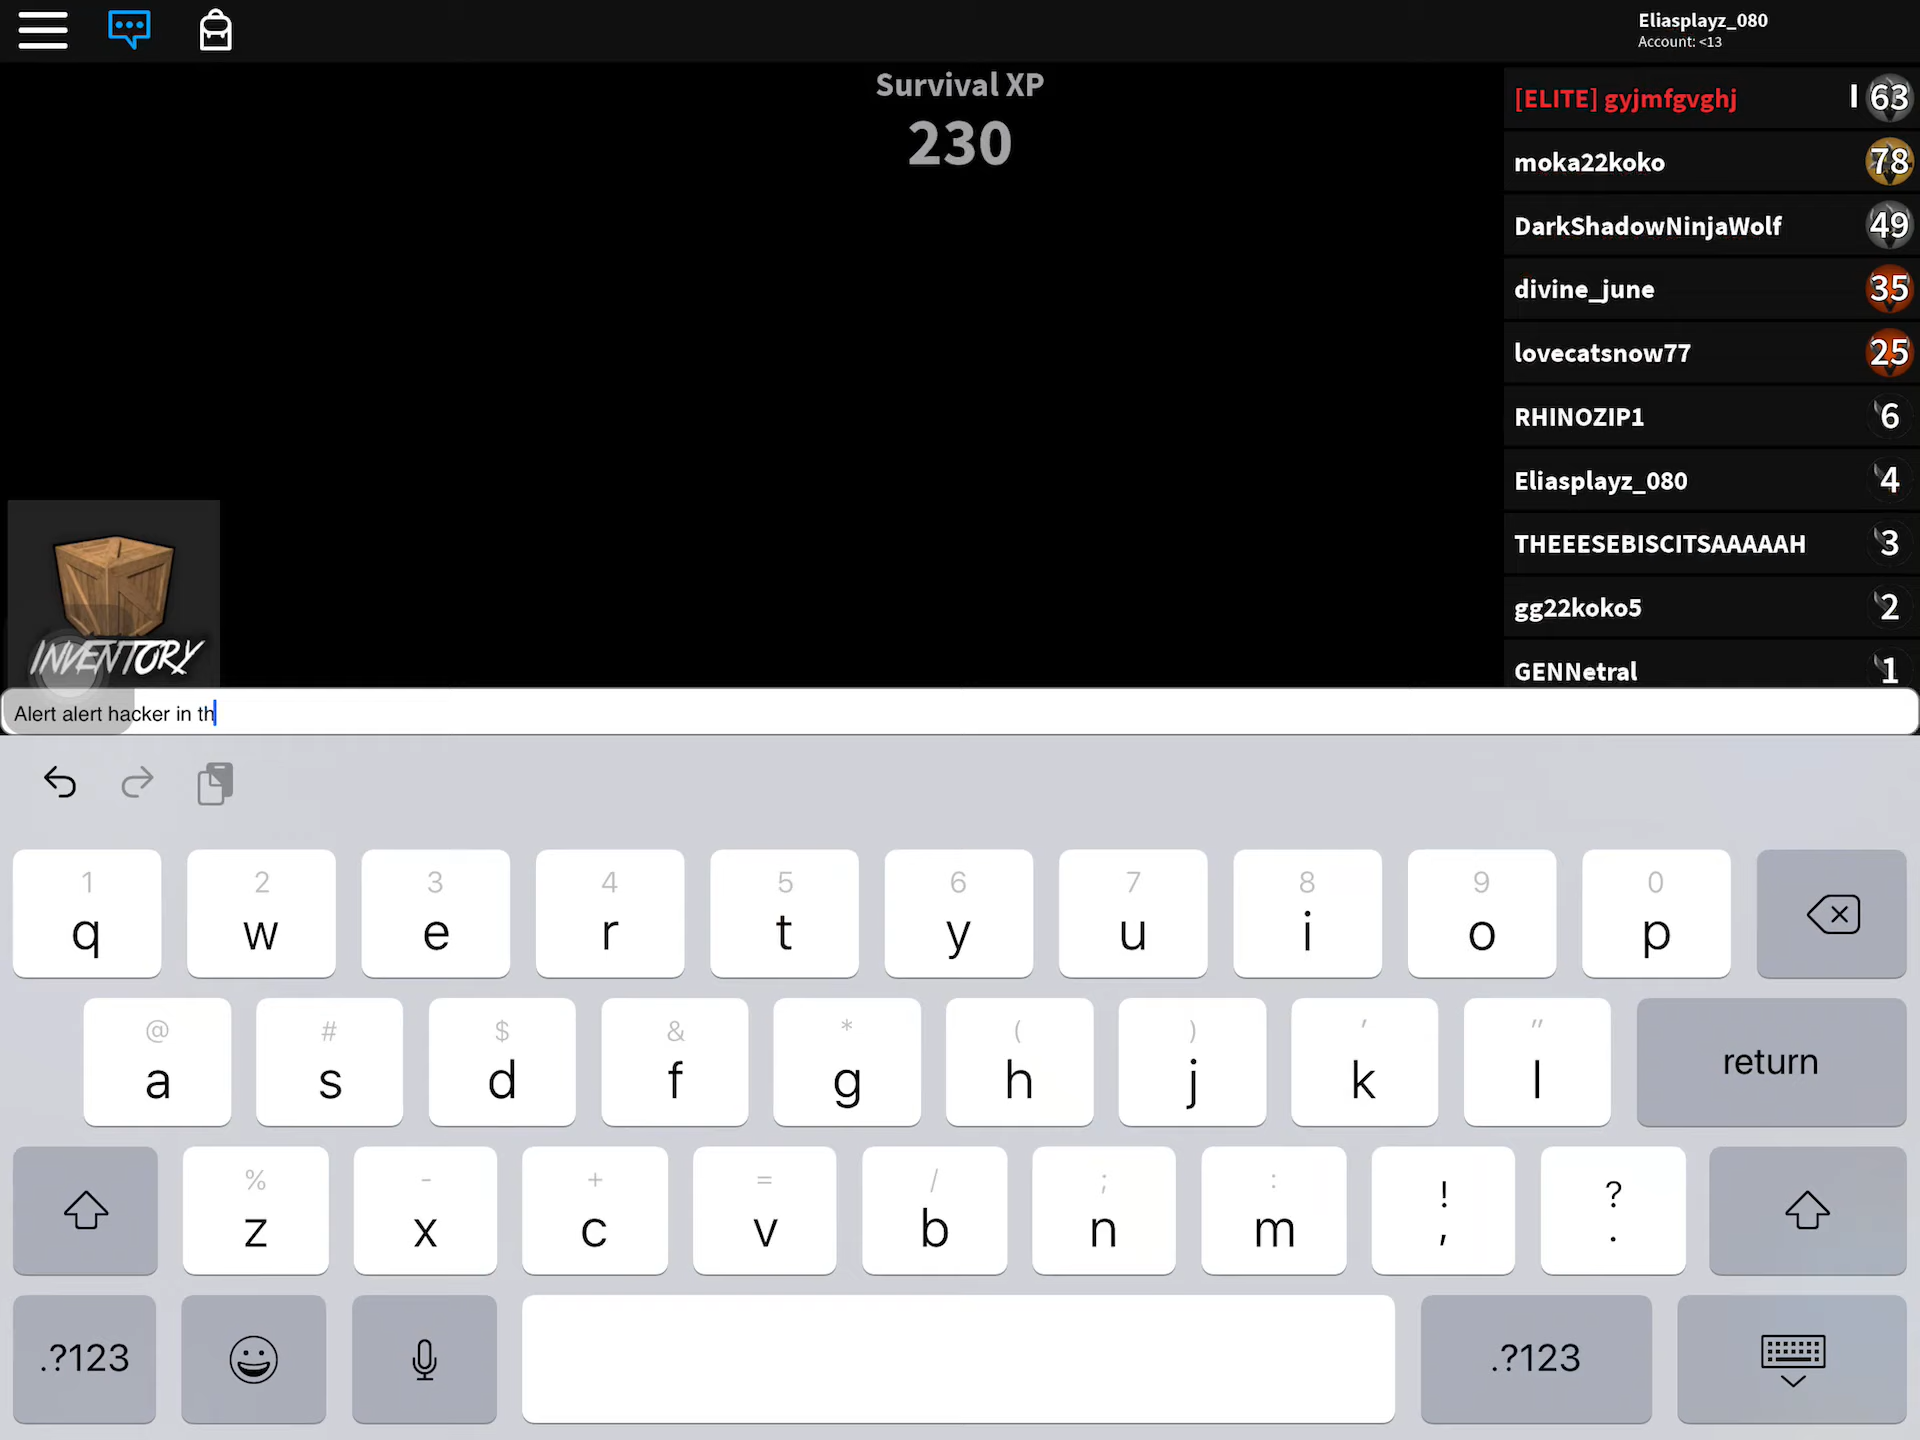 Eliasplayz_080
Account: <13
Survival XP
230
[ELITE] gyjmfgvghj I 63
moka22koko 78
DarkShadowNinjaWolf 49
divine_june 35
lovecatsnow77 25
RHINOZIP1 6
Eliasplayz_080 4
THEEESEBISCITSAAAAAH 3
gg22koko5 2
GENNetral 1
INVENTORY
Alert alert hacker in th
1 2 3 4 5 6 7 8 9 0
q w e r t y u i o p
@ # $ & * ( ) ' "
a s d f g h j k l return
% - + = / ; : ! ?
z x c v b n m , .
.?123 .?123